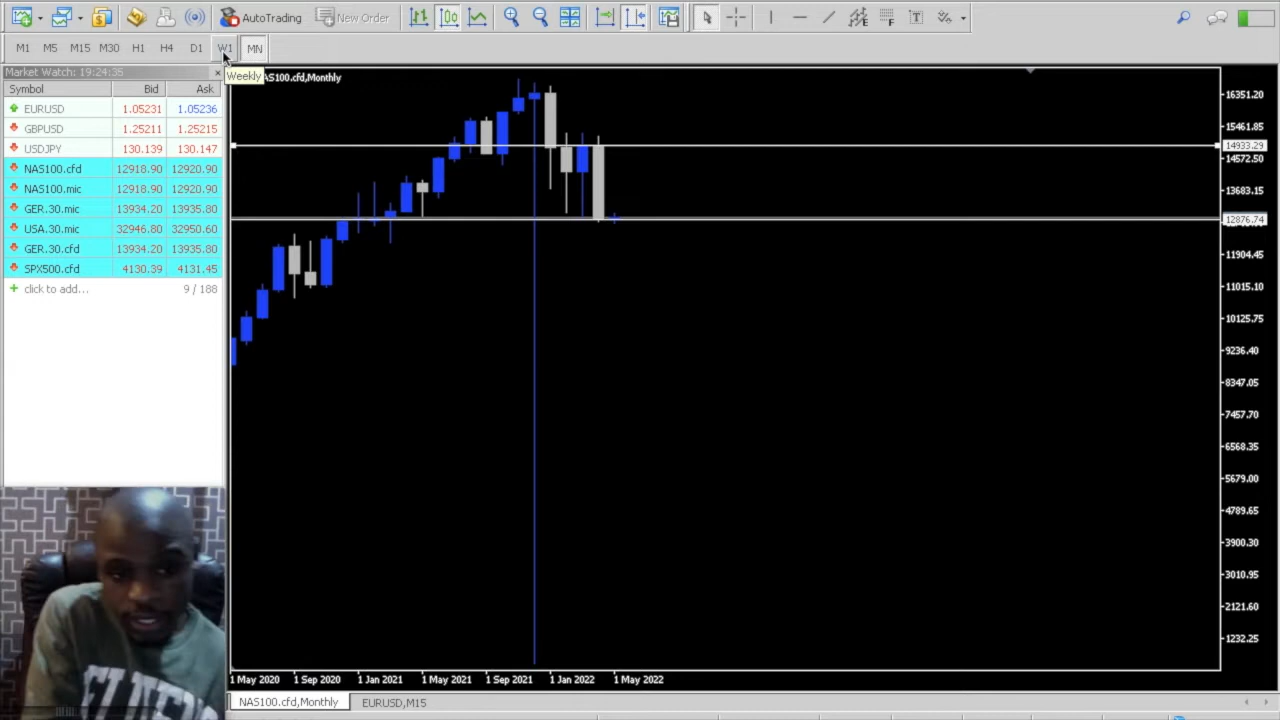 AutoTrading New Order
M1 M5 M15 M30 H1 H4 D1 W1 MN
Market Watch: 19:24:35
Weekly
AS100.cfd,Monthly
Symbol Bid Ask
EURUSD 1.05231 1.05236
GBPUSD 1.25211 1.25215
USDJPY 130.139 130.147
NAS100.cfd 12918.90 12920.90
NAS100.mic 12918.90 12920.90
GER.30.mic 13934.20 13935.80
USA.30.mic 32946.80 32950.60
GER.30.cfd 13934.20 13935.80
SPX500.cfd 4130.39 4131.45
click to add... 9 / 188
16351.20
15461.85
14933.29
14572.50
13683.15
12876.74
11904.45
11015.10
10125.75
9236.40
8347.05
7457.70
6568.35
5679.00
4789.65
3900.30
3010.95
2121.60
1232.25
1 May 2020 1 Sep 2020 1 Jan 2021 1 May 2021 1 Sep 2021 1 Jan 2022 1 May 2022
NAS100.cfd,Monthly EURUSD,M15